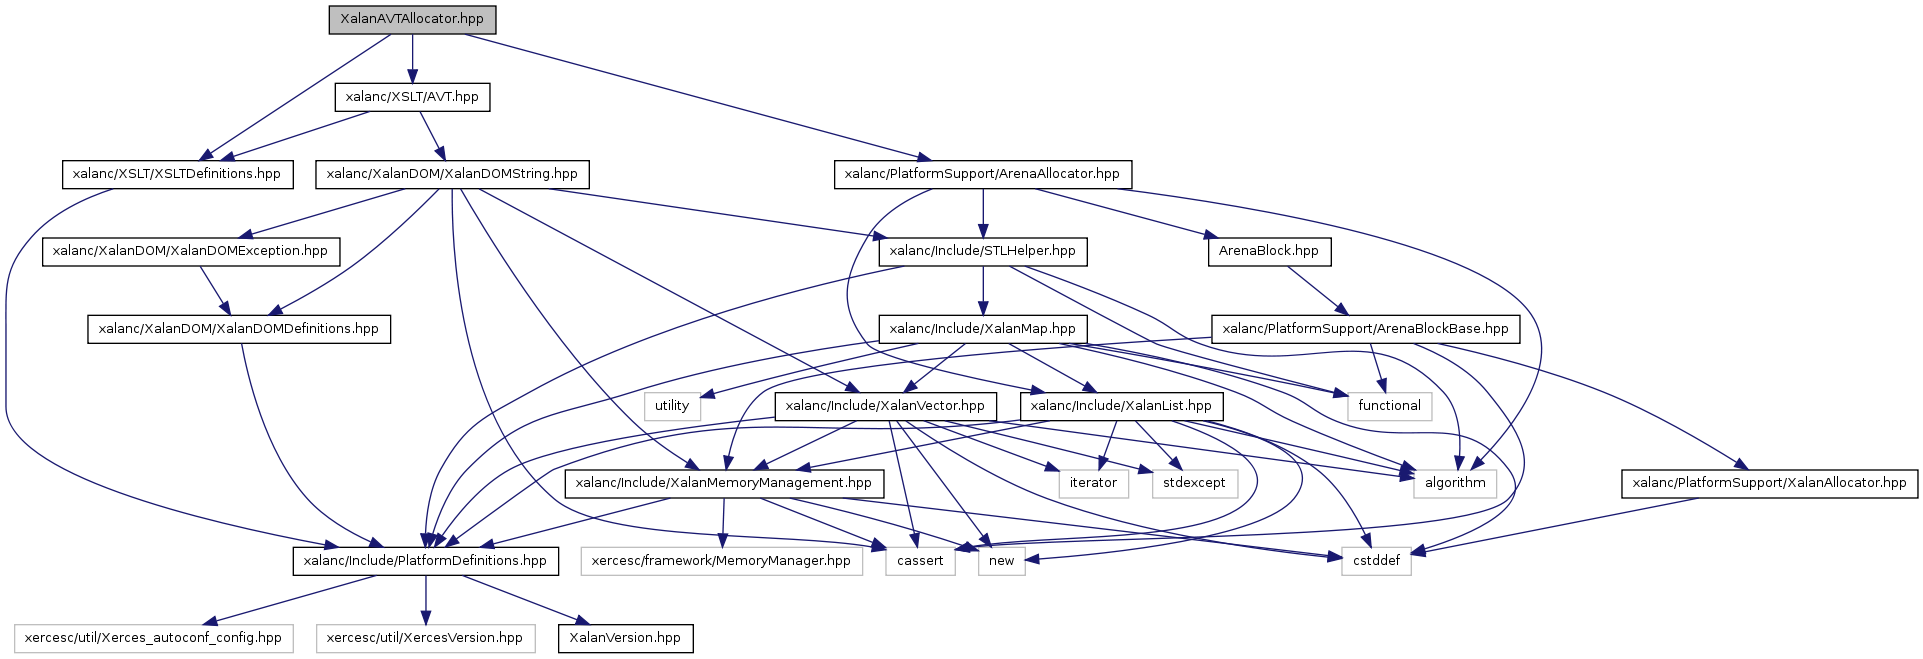 XalanAVTAllocator.hpp
xalanc/XSLT/AVT.hpp
xalanc/XSLT/XSLTDefinitions.hpp
xalanc/XalanDOM/XalanDOMString.hpp
xalanc/PlatformSupport/ArenaAllocator.hpp
xalanc/XalanDOM/XalanDOMException.hpp
xalanc/Include/STLHelper.hpp
ArenaBlock.hpp
xalanc/XalanDOM/XalanDOMDefinitions.hpp
xalanc/Include/XalanMap.hpp
xalanc/PlatformSupport/ArenaBlockBase.hpp
utility
xalanc/Include/XalanVector.hpp
xalanc/Include/XalanList.hpp
functional
xalanc/Include/XalanMemoryManagement.hpp
iterator
stdexcept
algorithm
xalanc/PlatformSupport/XalanAllocator.hpp
xalanc/Include/PlatformDefinitions.hpp
xercesc/framework/MemoryManager.hpp
cassert
new
cstddef
xercesc/util/Xerces_autoconf_config.hpp
xercesc/util/XercesVersion.hpp
XalanVersion.hpp